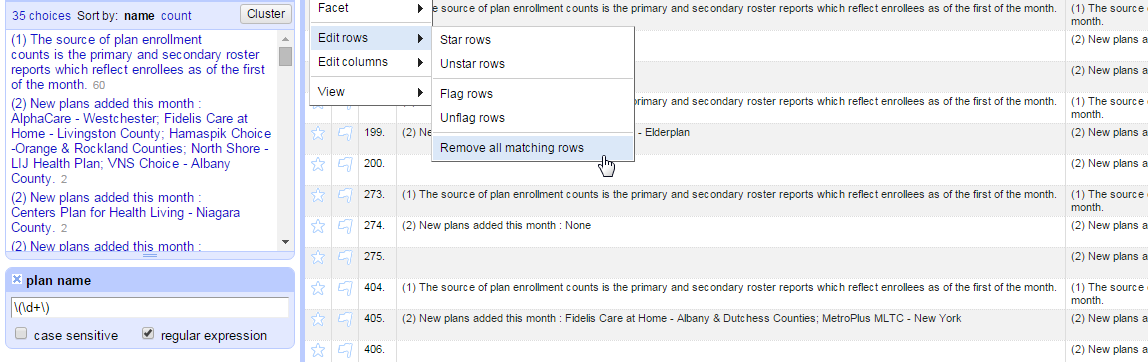 35 choices Sort by: name count Cluster
(1) The source of plan enrollment
counts is the primary and secondary roster
reports which reflect enrollees as of the first
of the month. 60
(2) New plans added this month :
AlphaCare - Westchester; Fidelis Care at
Home - Livingston County; Hamaspik Choice
-Orange & Rockland Counties; North Shore -
LIJ Health Plan; VNS Choice - Albany
County. 2
(2) New plans added this month :
Centers Plan for Health Living - Niagara
County. 2
(2) New plans added this month :
plan name
\(\d+\)
case sensitive regular expression
Facet
Edit rows
Edit columns
View
Star rows
Unstar rows
Flag rows
Unflag rows
Remove all matching rows
e source of plan enrollment counts is the primary and secondary roster reports which reflect enrollees as of the first of the month. (1) The source o
month.
(2) New plans a
(2) New plans a
rimary and secondary roster reports which reflect enrollees as of the first of the month. (1) The source o
month.
199. (2) Ne - Elderplan (2) New plans a
200. (2) New plans a
273. (1) The source of plan enrollment counts is the primary and secondary roster reports which reflect enrollees as of the first of the month. (1) The source o
month.
274. (2) New plans added this month : None (2) New plans a
275. (2) New plans a
404. (1) The source of plan enrollment counts is the primary and secondary roster reports which reflect enrollees as of the first of the month. (1) The source o
month.
405. (2) New plans added this month : Fidelis Care at Home - Albany & Dutchess Counties; MetroPlus MLTC - New York (2) New plans a
406. (2) New plans a